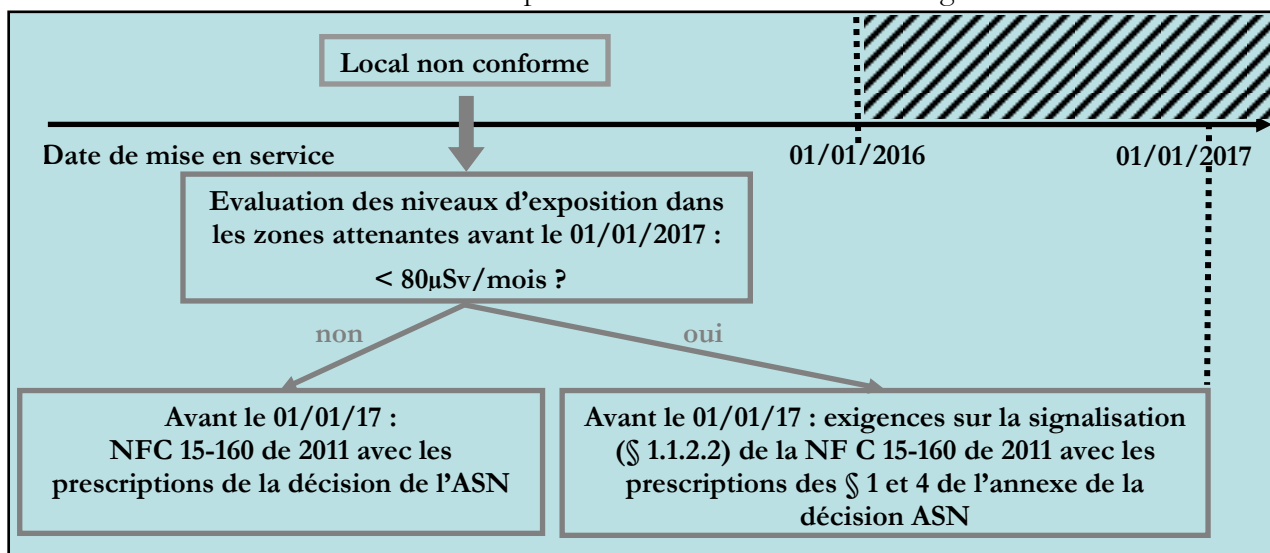 Local non conforme
Date de mise en service
01/01/2016
01/01/2017
Evaluation des niveaux d'exposition dans
les zones attenantes avant le 01/01/2017 :
< 80µSv/mois ?
non
oui
Avant le 01/01/17 :
NFC 15-160 de 2011 avec les
prescriptions de la décision de l'ASN
Avant le 01/01/17 : exigences sur la signalisation
(§ 1.1.2.2) de la NF C 15-160 de 2011 avec les
prescriptions des § 1 et 4 de l'annexe de la
décision ASN